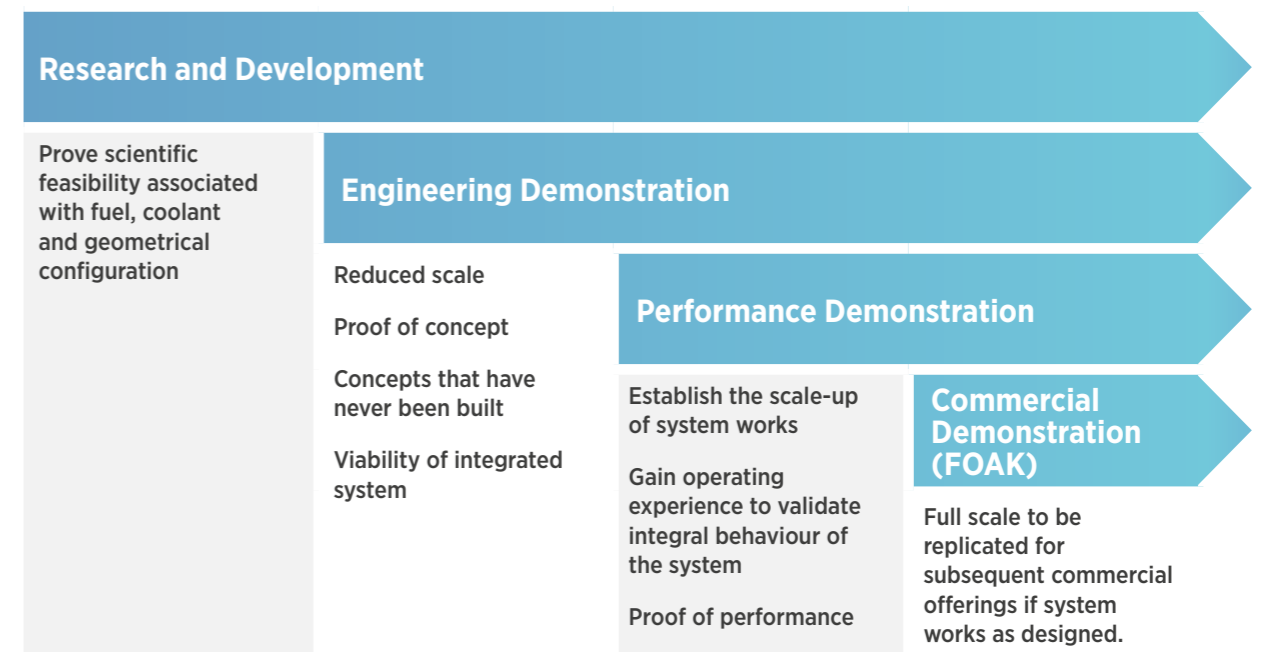 Research and Development
Prove scientific
feasibility associated
with fuel, coolant
and geometrical
configuration
Engineering Demonstration
Reduced scale
Proof of concept
Concepts that have
never been built
Viability of integrated
system
Performance Demonstration
Establish the scale-up
of system works
Gain operating
experience to validate
integral behaviour of
the system
Proof of performance
Commercial
Demonstration
(FOAK)
Full scale to be
replicated for
subsequent commercial
offerings if system
works as designed.